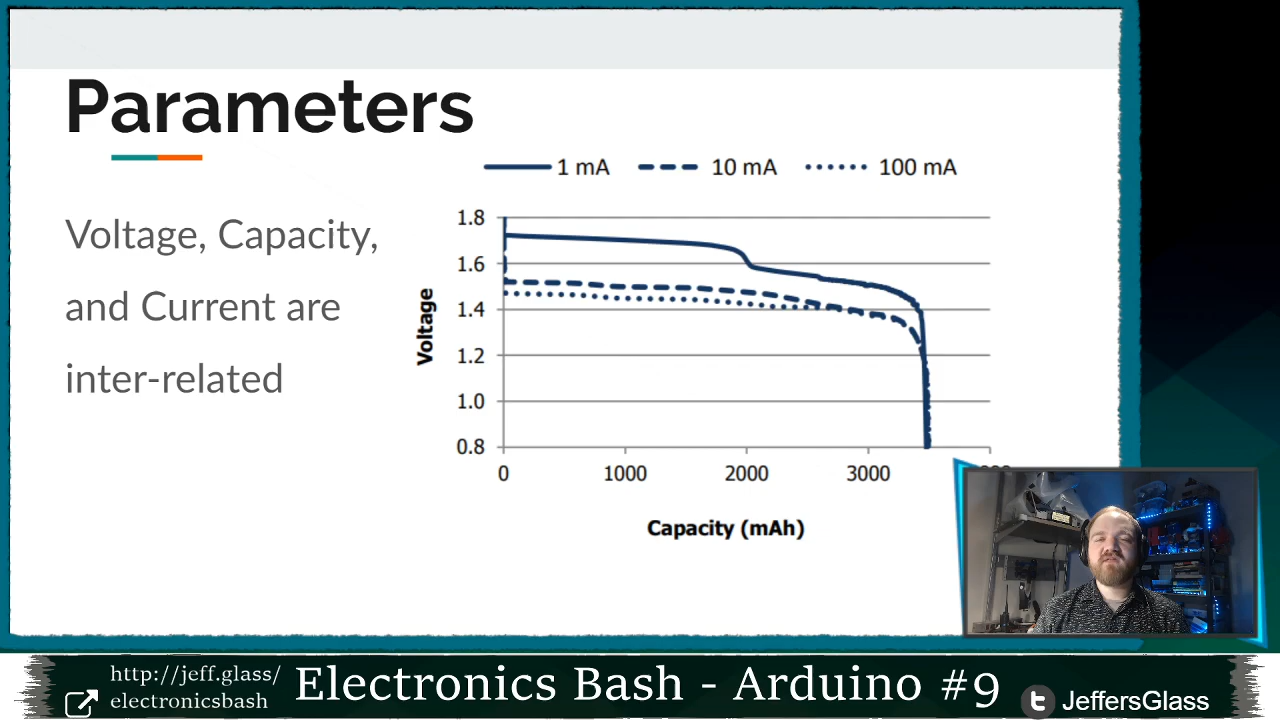 Parameters
Voltage, Capacity,
and Current are
inter-related
1 mA 10 mA 100 mA
1.8
1.6
1.4
1.2
1.0
0.8
Voltage
0 1000 2000 3000
Capacity (mAh)
http://jeff.glass/
electronicsbash
Electronics Bash - Arduino #9
JeffersGlass